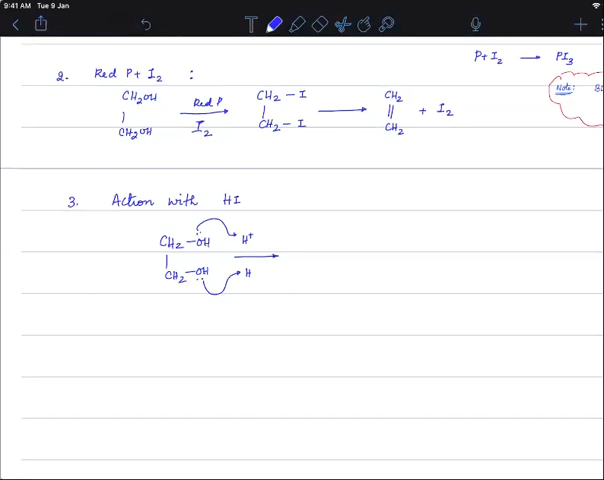 9:41 AM Tue 9 Jan
P + I2 ⟶ PI3
2. Red P + I2 :
Note:
CH2OH Red P CH2 – I CH2
| ⟶ | ⟶ || + I2
CH2OH I2 CH2 – I CH2
3. Action with HI
CH2 – OH H+
| ⟶
CH2 – OH H